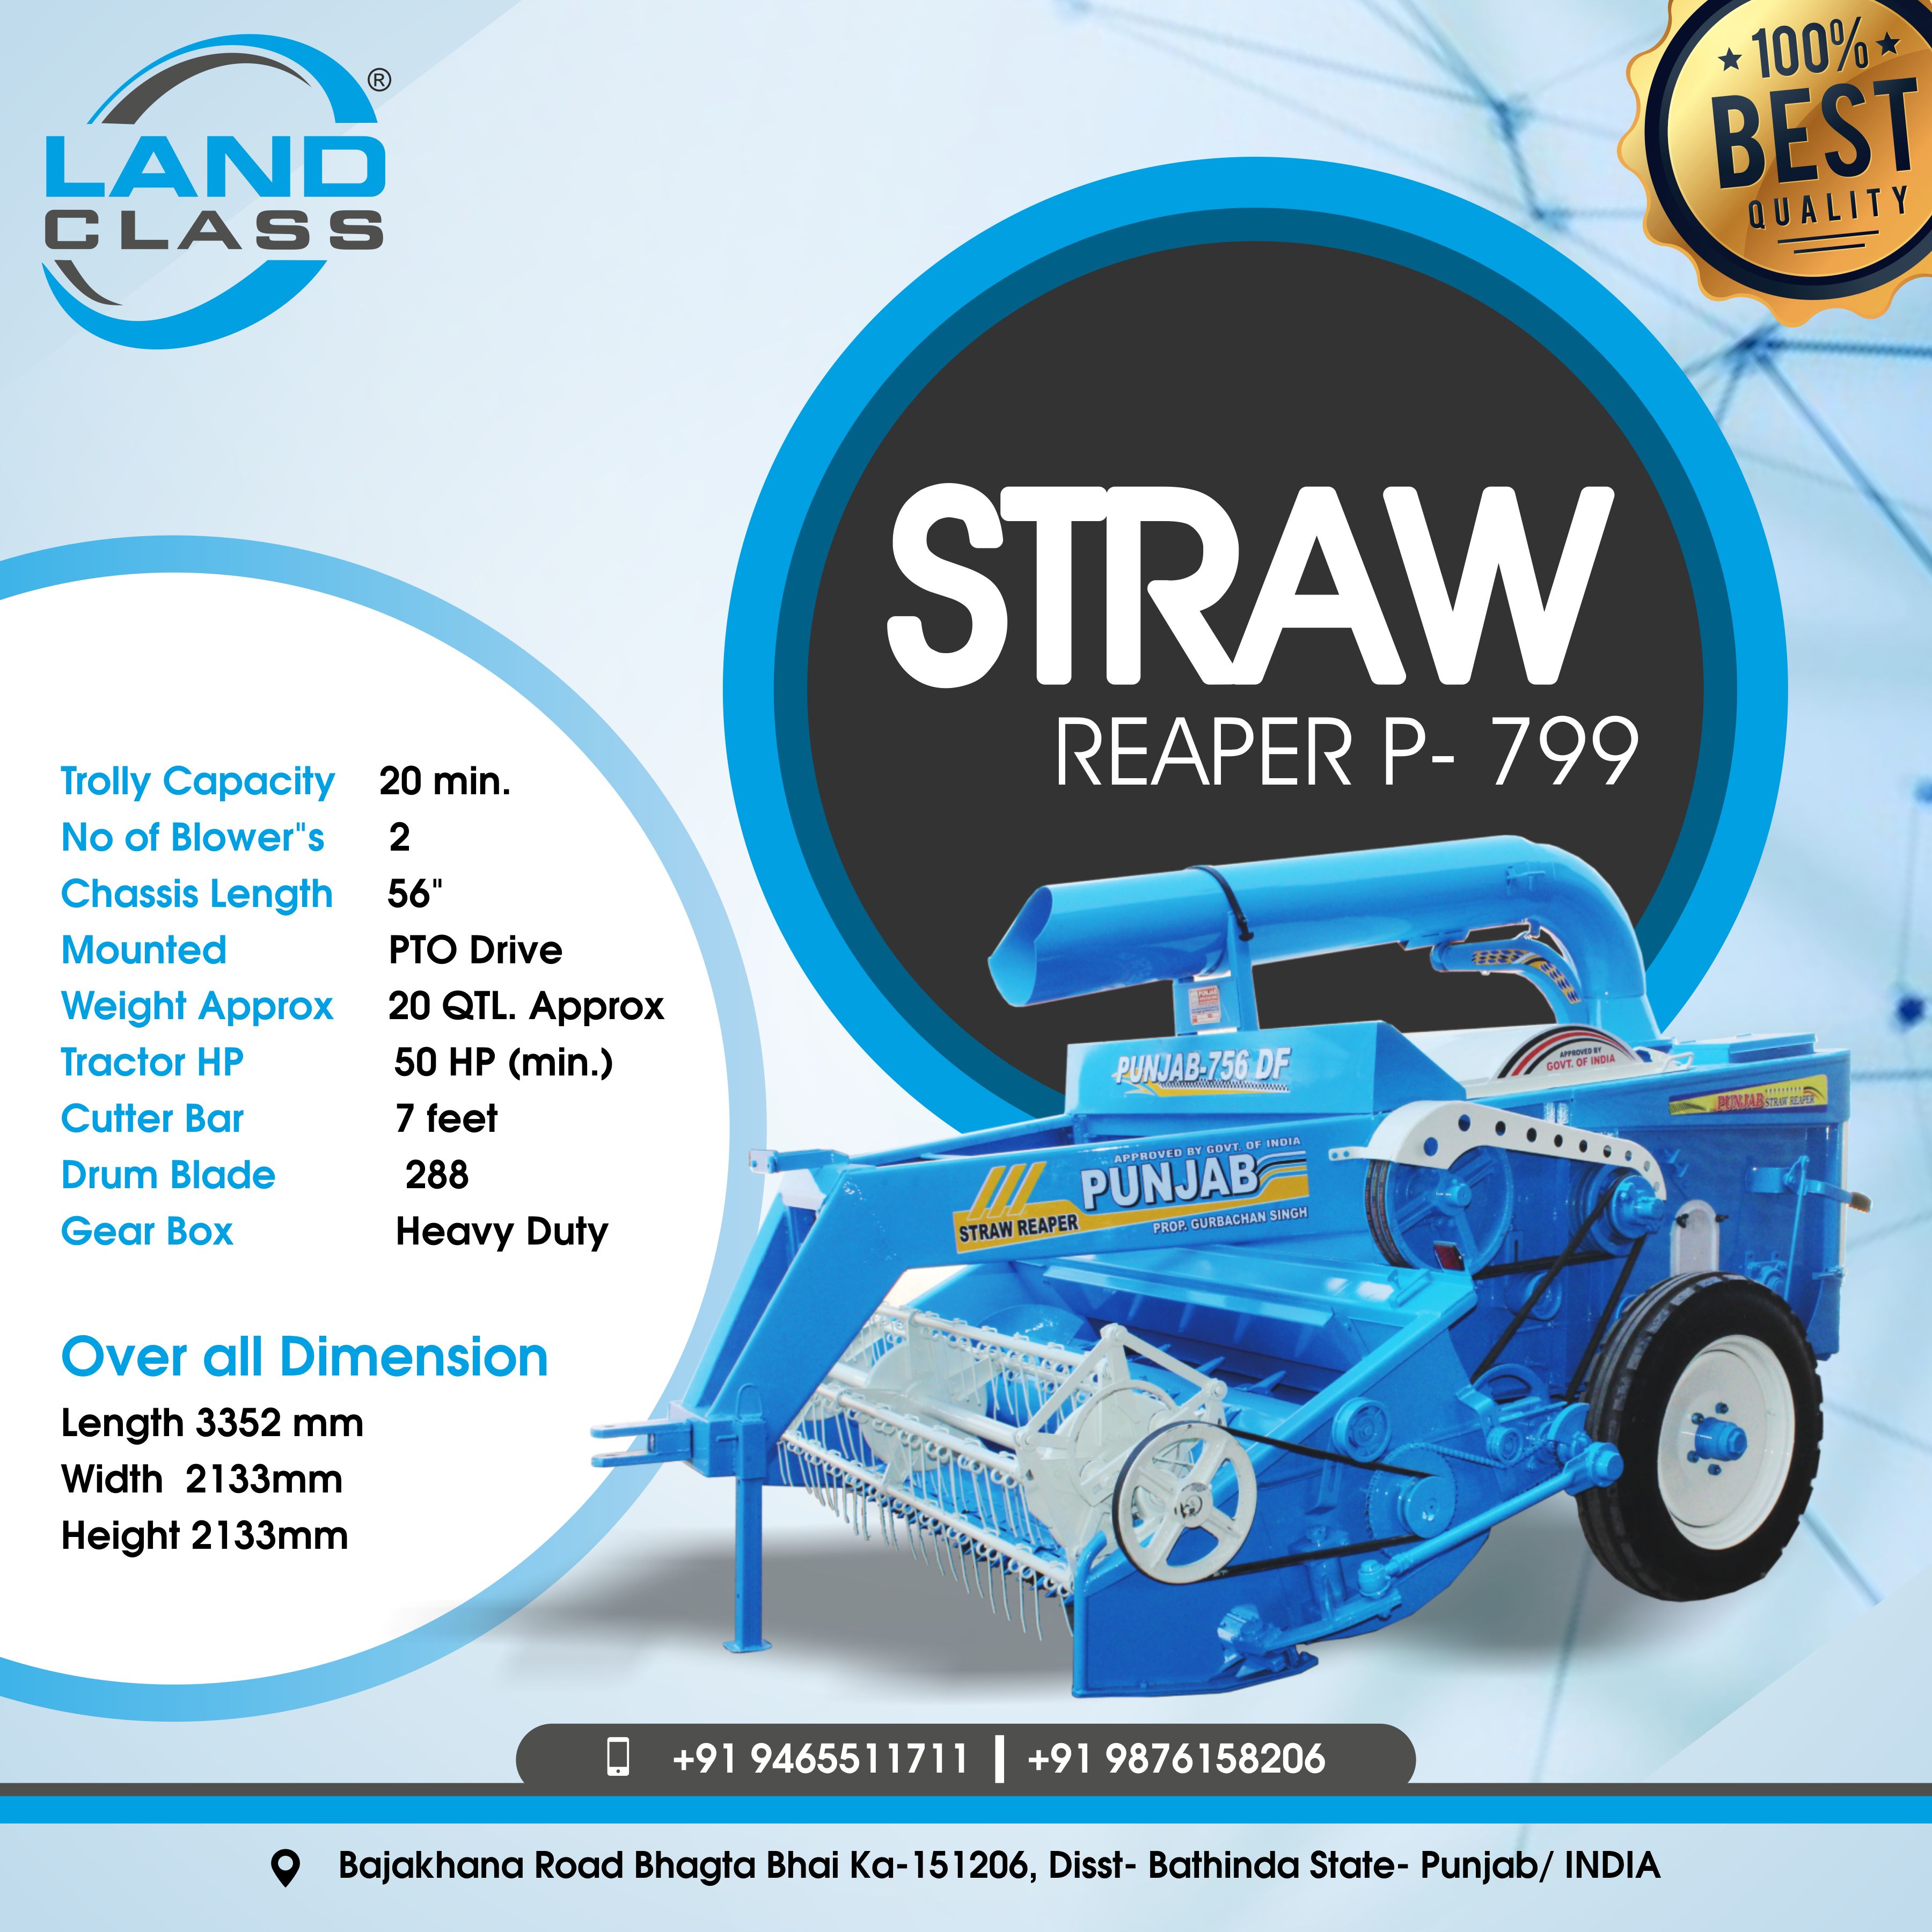 LAND
CLASS
®
★ 100% ★
BEST
QUALITY
STRAW
REAPER P- 799
Trolly Capacity 20 min.
No of Blower"s 2
Chassis Length 56"
Mounted PTO Drive
Weight Approx 20 QTL. Approx
Tractor HP 50 HP (min.)
Cutter Bar 7 feet
Drum Blade 288
Gear Box Heavy Duty
Over all Dimension
Length 3352 mm
Width 2133mm
Height 2133mm
PUNJAB-756 DF
APPROVED BY
GOVT. OF INDIA
PUNJAB STRAW REAPER
APPROVED BY GOVT. OF INDIA
PUNJAB
STRAW REAPER
PROP. GURBACHAN SINGH
+91 9465511711 | +91 9876158206
Bajakhana Road Bhagta Bhai Ka-151206, Disst- Bathinda State- Punjab/ INDIA